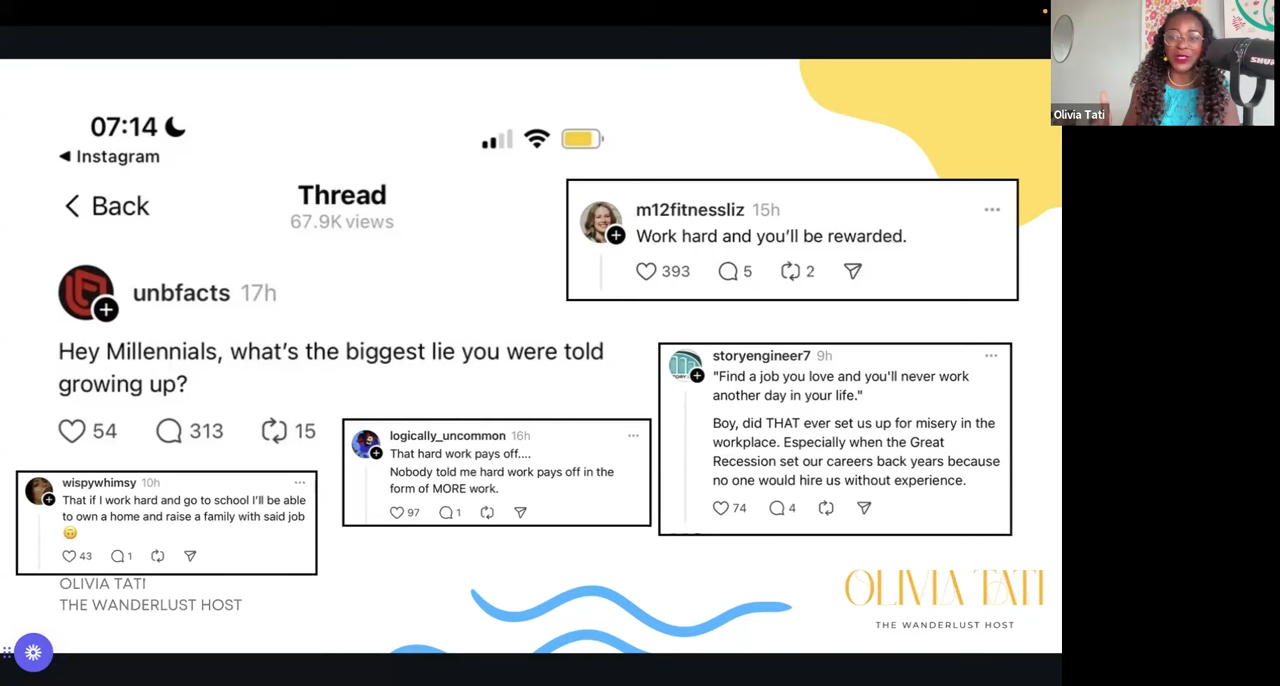 07:14
Instagram
Back
Thread
67.9K views
unbfacts 17h
Hey Millennials, what's the biggest lie you were told
growing up?
54 313 15
m12fitnessliz 15h
Work hard and you'll be rewarded.
393 5 2
storyengineer7 9h
"Find a job you love and you'll never work
another day in your life."
Boy, did THAT ever set us up for misery in the
workplace. Especially when the Great
Recession set our careers back years because
no one would hire us without experience.
74 4
logically_uncommon 16h
That hard work pays off....
Nobody told me hard work pays off in the
form of MORE work.
97 1
wispywhimsy 10h
That if I work hard and go to school I'll be able
to own a home and raise a family with said job
43 1
OLIVIA TATI
THE WANDERLUST HOST
OLIVIA TATI
THE WANDERLUST HOST
Olivia Tati
SHURE